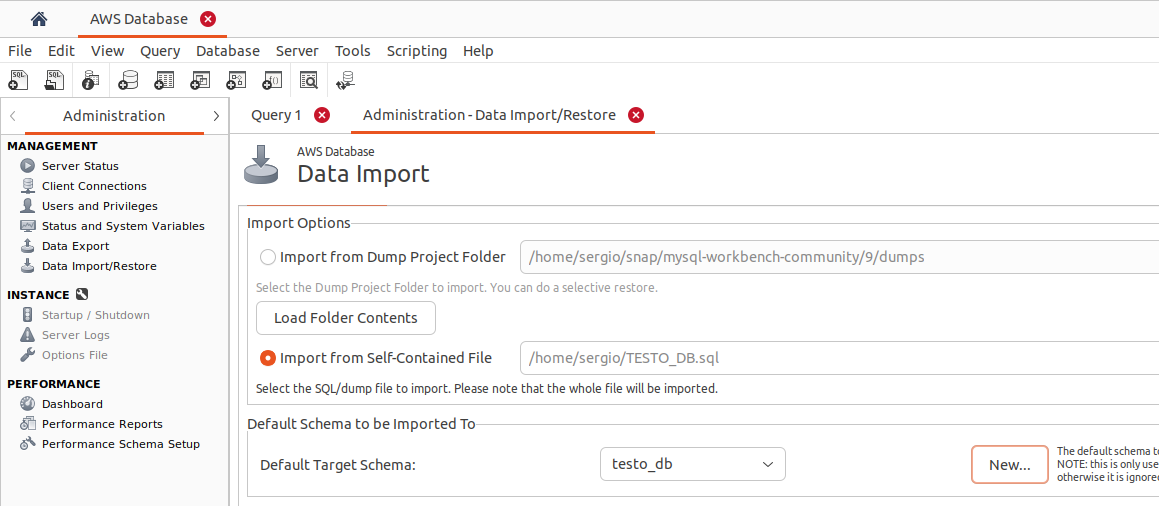 AWS Database
File Edit View Query Database Server Tools Scripting Help
Administration
MANAGEMENT
Server Status
Client Connections
Users and Privileges
Status and System Variables
Data Export
Data Import/Restore
INSTANCE
Startup / Shutdown
Server Logs
Options File
PERFORMANCE
Dashboard
Performance Reports
Performance Schema Setup
Query 1 Administration - Data Import/Restore
AWS Database
Data Import
Import Options
Import from Dump Project Folder /home/sergio/snap/mysql-workbench-community/9/dumps
Select the Dump Project Folder to import. You can do a selective restore.
Load Folder Contents
Import from Self-Contained File /home/sergio/TESTO_DB.sql
Select the SQL/dump file to import. Please note that the whole file will be imported.
Default Schema to be Imported To
Default Target Schema: testo_db New...
The default schema to
NOTE: this is only use
otherwise it is ignored